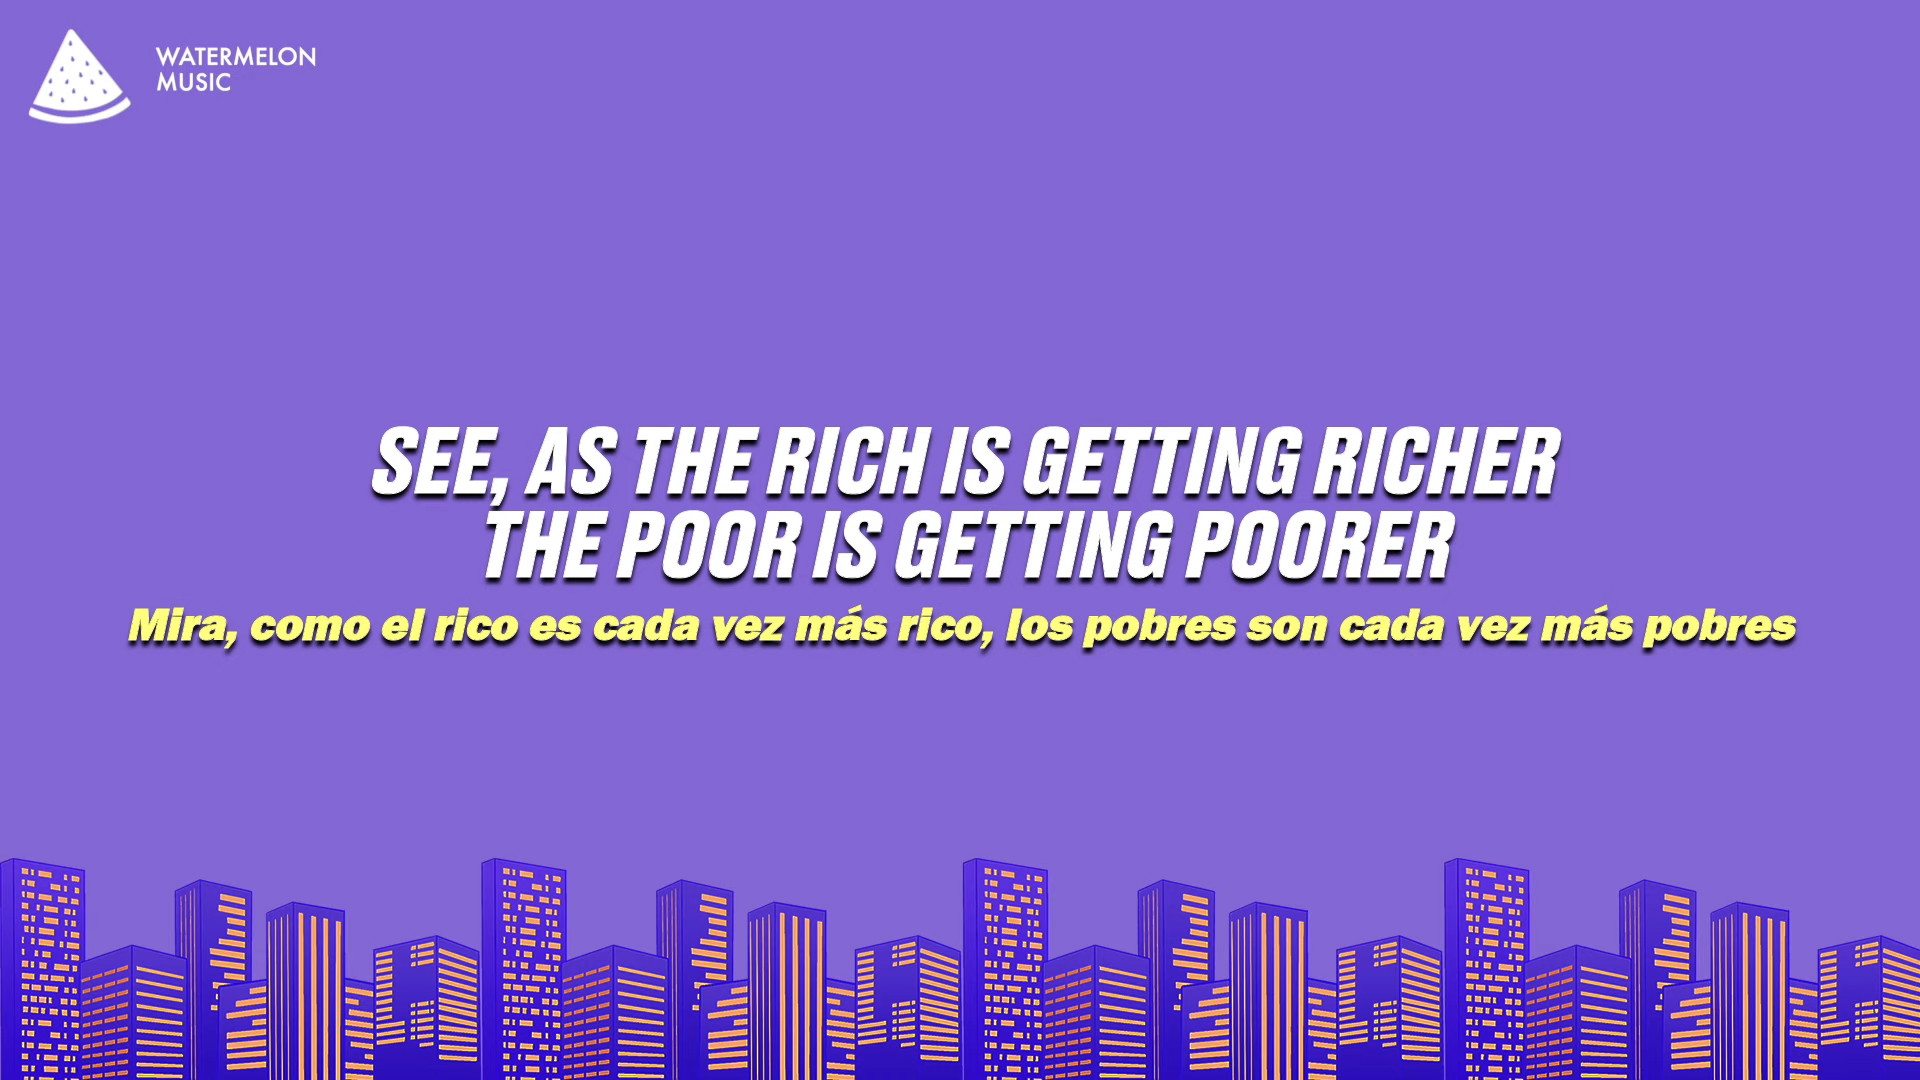 WATERMELON
MUSIC
SEE, AS THE RICH IS GETTING RICHER
THE POOR IS GETTING POORER
Mira, como el rico es cada vez más rico, los pobres son cada vez más pobres